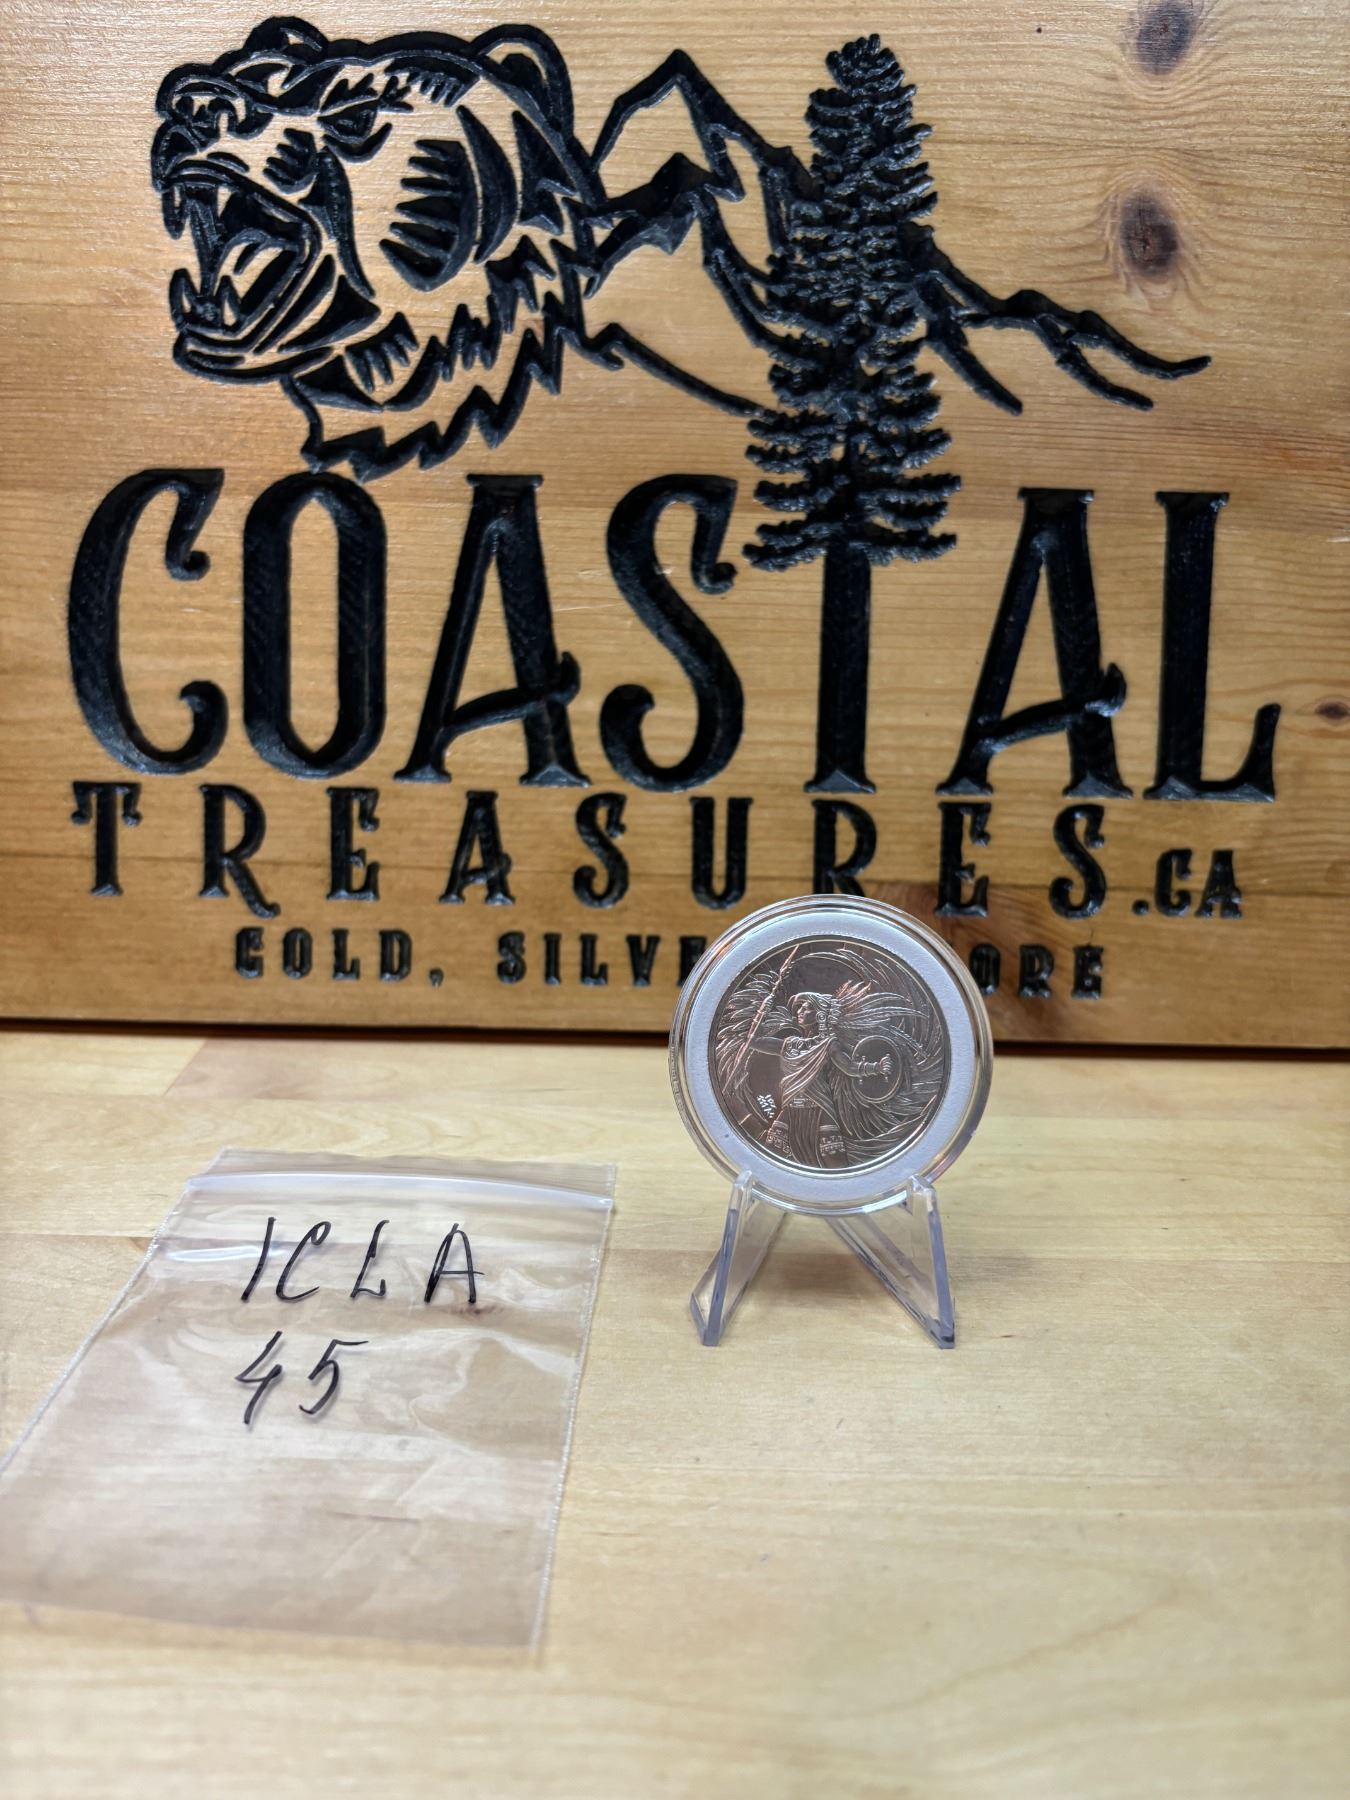 COASTAL
TREASURES.CA
GOLD, SILVE ORE
ICLA
45